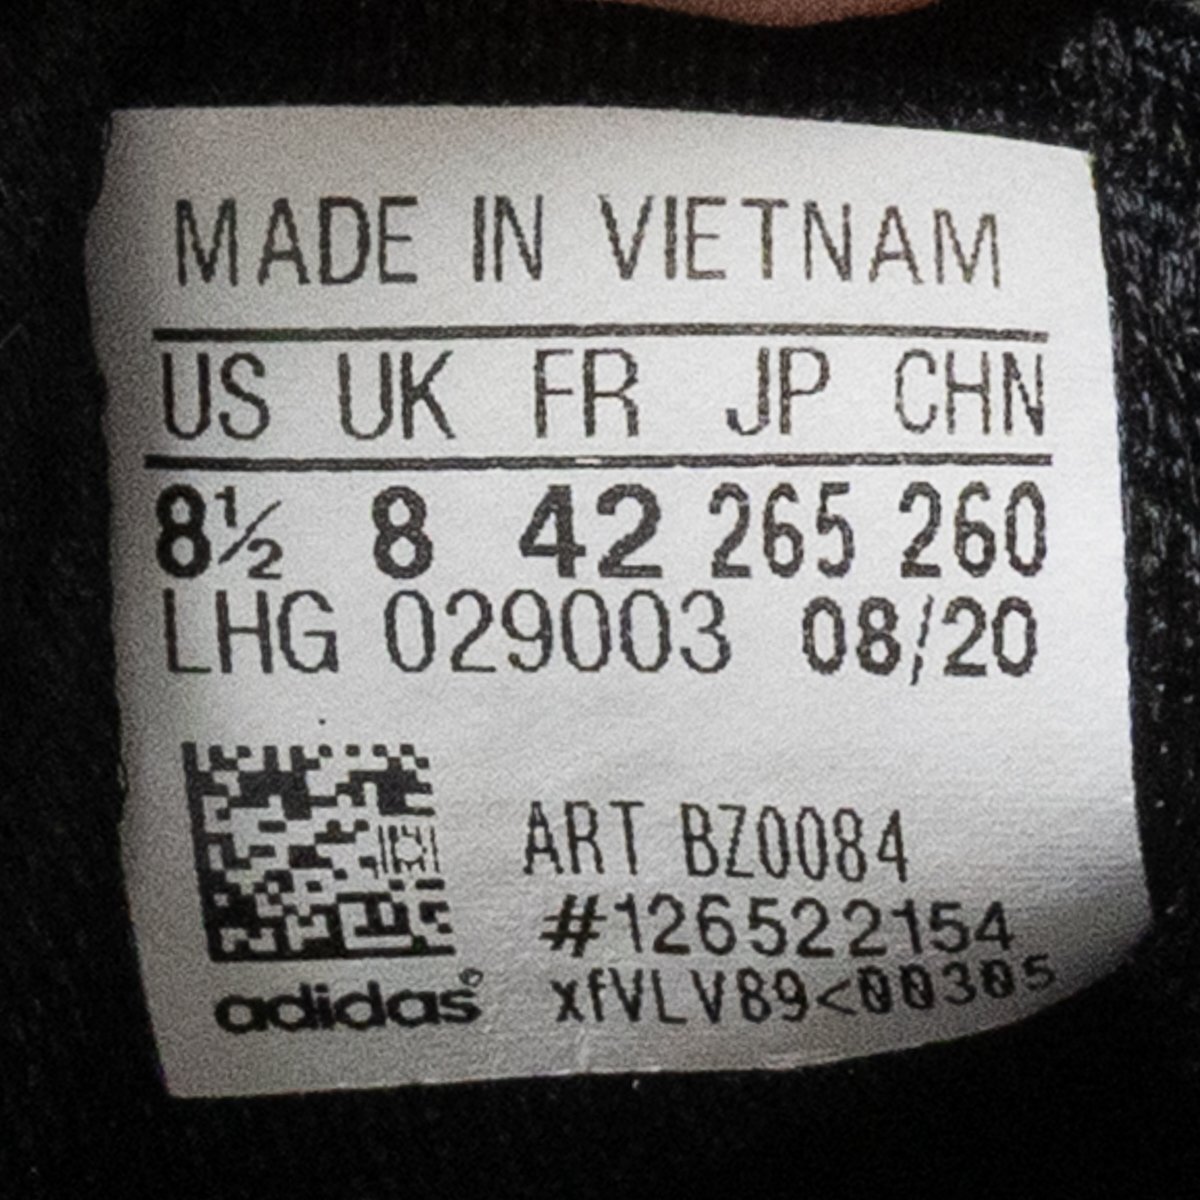 MADE IN VIETNAM
US UK FR JP CHN
8½ 8 42 265 260
LHG 029003 08/20
ART BZ0084
#126522154
adidas® xfVLV89<00305